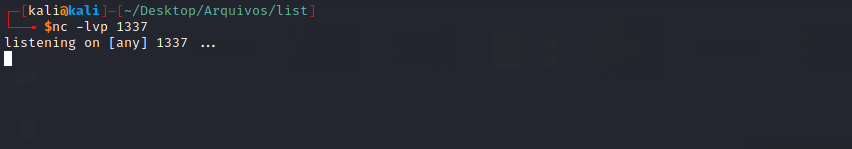 [kali@kali]-[~/Desktop/Arquivos/list]
$nc -lvp 1337
listening on [any] 1337 ...